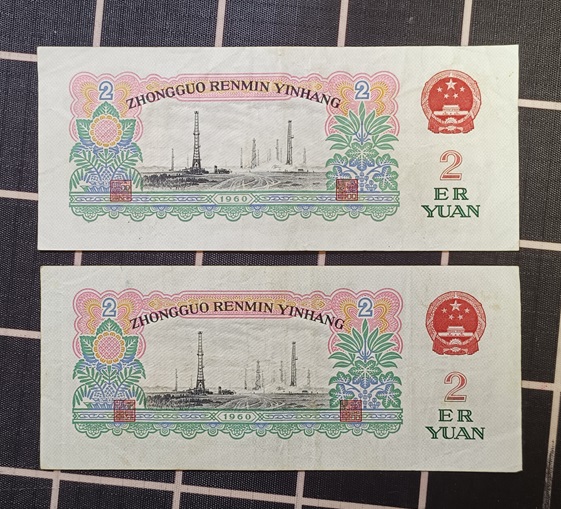 2 2
ZHONGGUO RENMIN YINHANG
1960
2
ER
YUAN
2 2
ZHONGGUO RENMIN YINHANG
1960
2
ER
YUAN